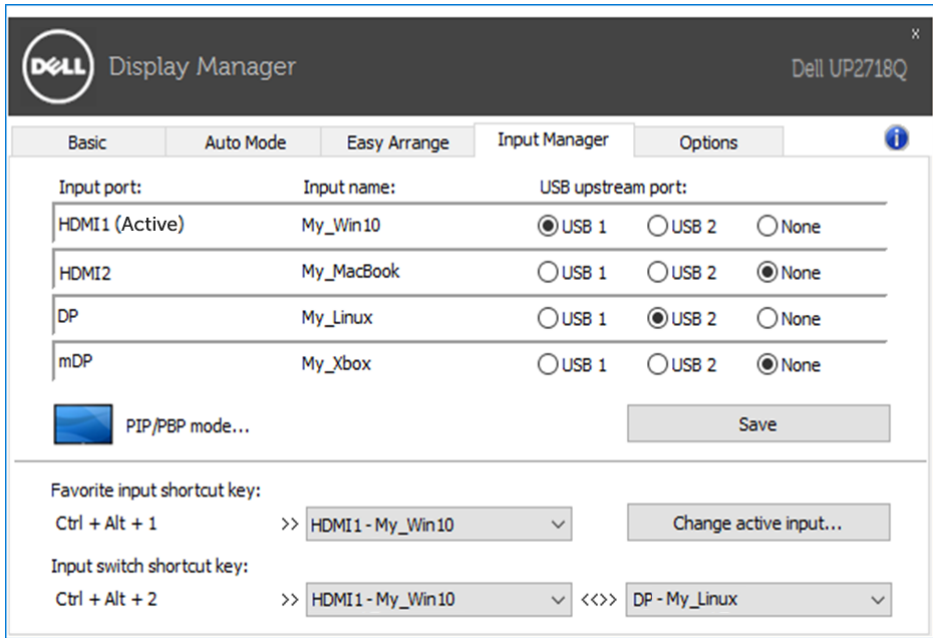 x
DELL Display Manager Dell UP2718Q
Basic Auto Mode Easy Arrange Input Manager Options i
Input port: Input name: USB upstream port:
HDMI1 (Active) My_Win10 USB 1 USB 2 None
HDMI2 My_MacBook USB 1 USB 2 None
DP My_Linux USB 1 USB 2 None
mDP My_Xbox USB 1 USB 2 None
PIP/PBP mode... Save
Favorite input shortcut key:
Ctrl + Alt + 1 >> HDMI1 - My_Win10 Change active input...
Input switch shortcut key:
Ctrl + Alt + 2 >> HDMI1 - My_Win10 <<>> DP - My_Linux